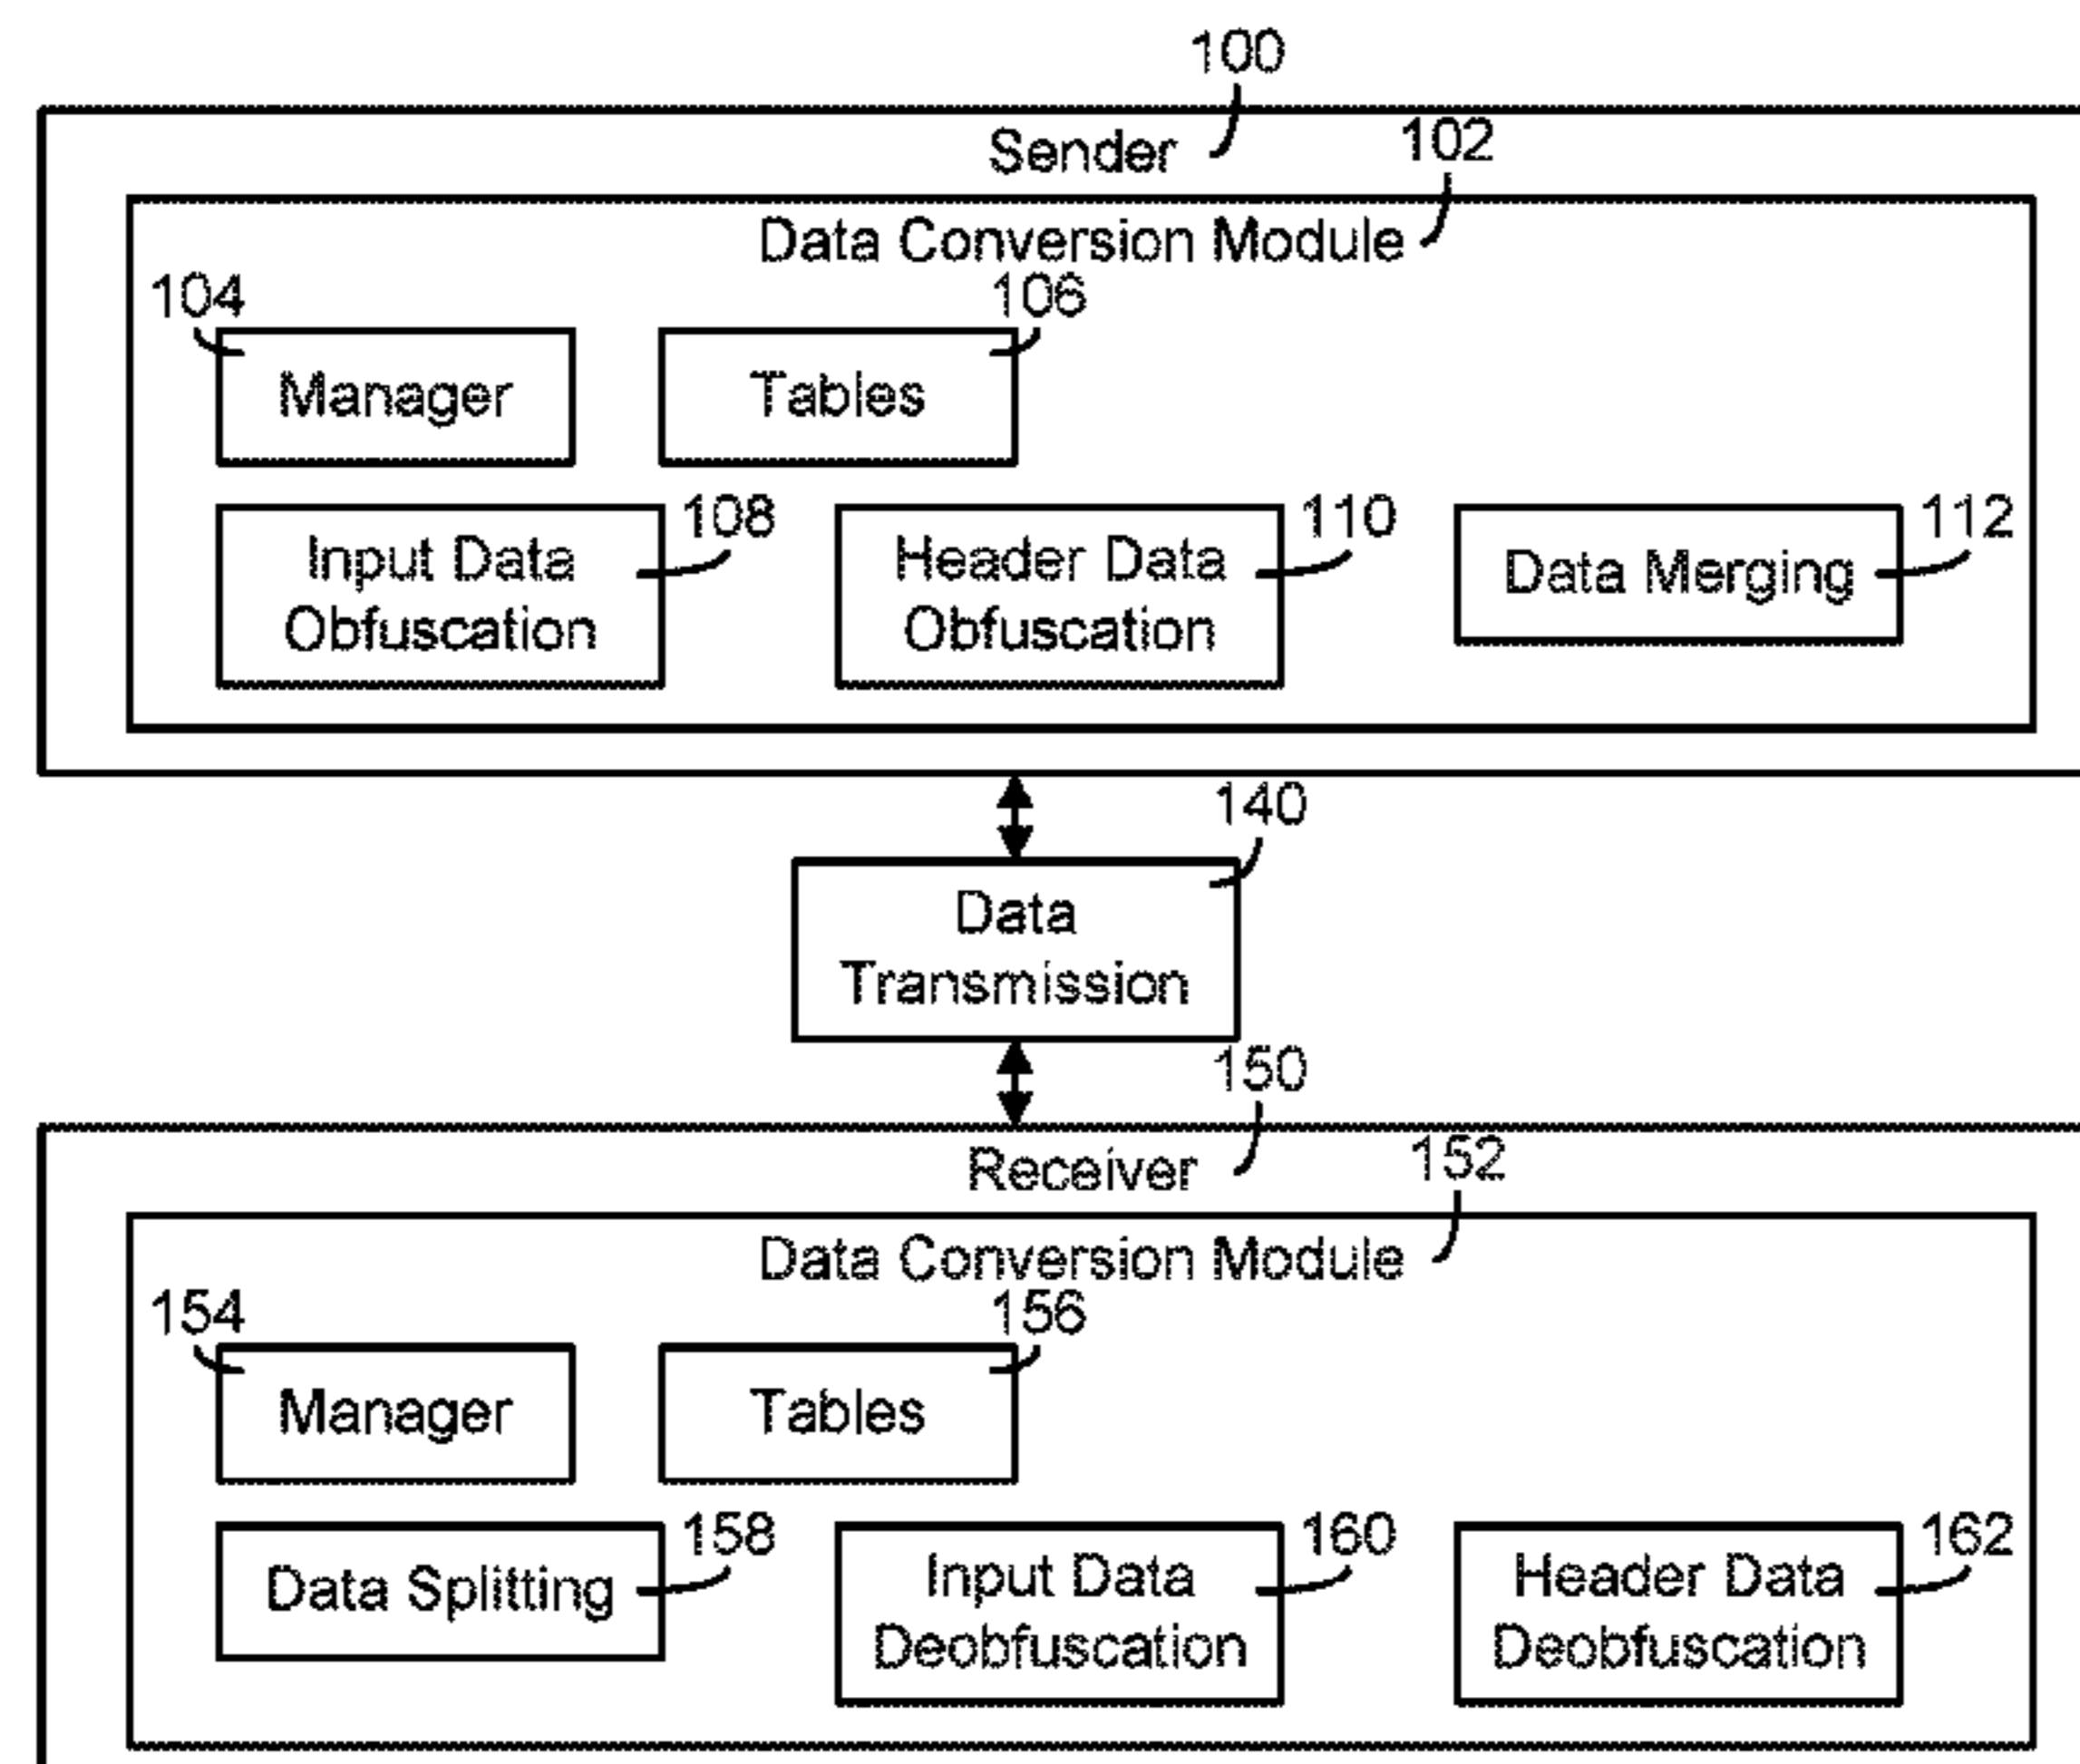 100
Sender
102
Data Conversion Module
104
106
Manager
Tables
108
110
112
Input Data
Obfuscation
Header Data
Obfuscation
Data Merging
140
Data
Transmission
150
Receiver
152
Data Conversion Module
154
156
Manager
Tables
158
160
162
Data Splitting
Input Data
Deobfuscation
Header Data
Deobfuscation